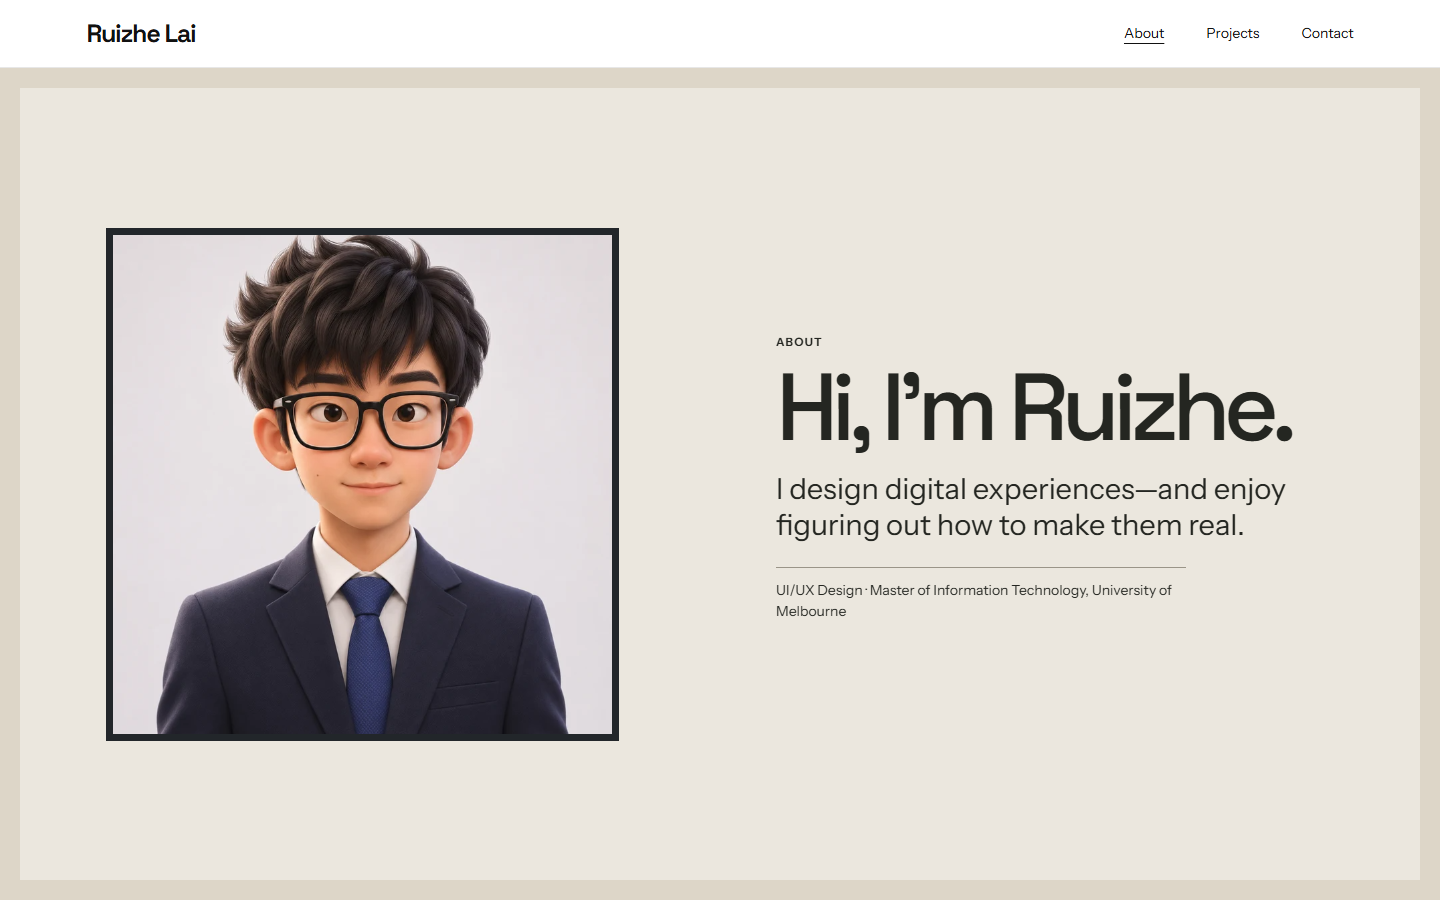 Ruizhe Lai
About Projects Contact
ABOUT
Hi, I’m Ruizhe.
I design digital experiences—and enjoy
figuring out how to make them real.
UI/UX Design · Master of Information Technology, University of
Melbourne